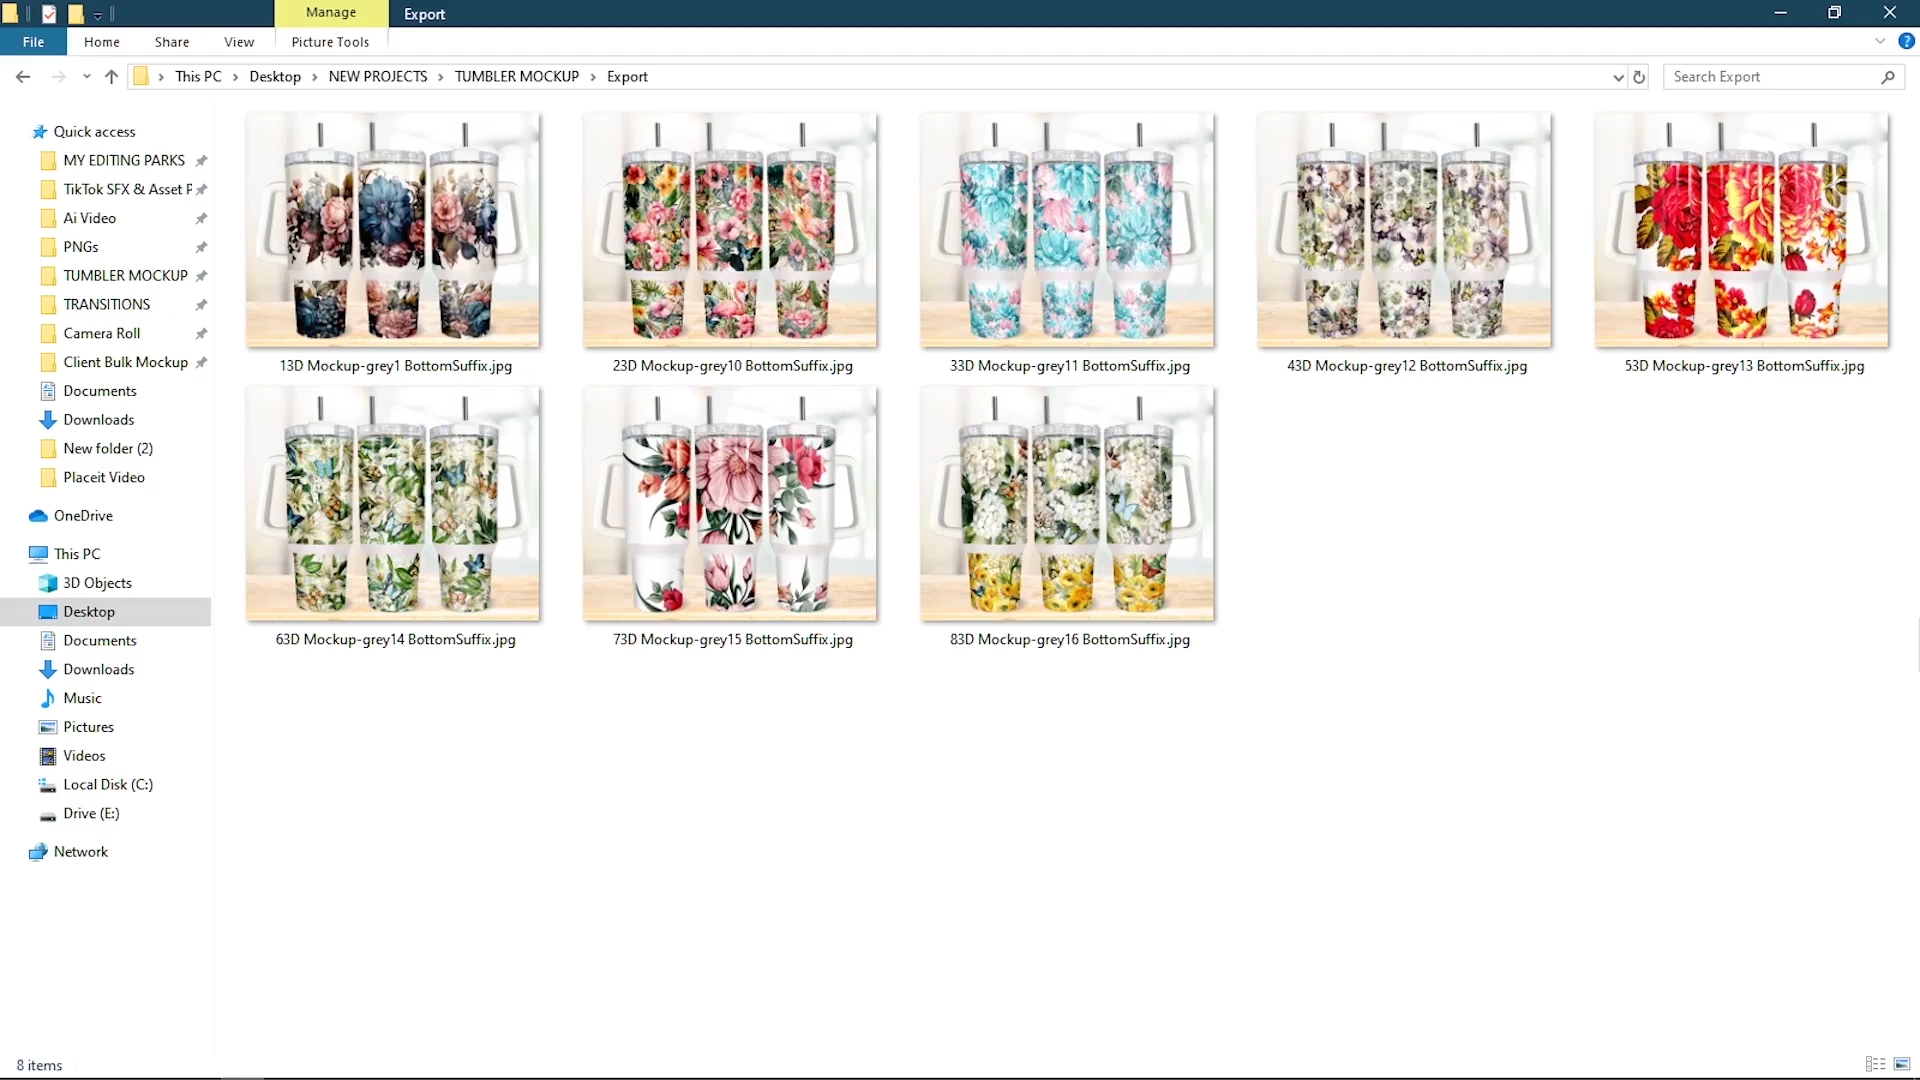 Manage
Export
File
Home
Share
View
Picture Tools
This PC
Desktop
NEW PROJECTS
TUMBLER MOCKUP
Export
Search Export
Quick access
MY EDITING PARKS
TikTok SFX & Asset P
Ai Video
PNGs
TUMBLER MOCKUP
TRANSITIONS
Camera Roll
Client Bulk Mockup
Documents
Downloads
New folder (2)
Placeit Video
OneDrive
This PC
3D Objects
Desktop
Documents
Downloads
Music
Pictures
Videos
Local Disk (C:)
Drive (E:)
Network
13D Mockup-grey1 BottomSuffix.jpg
23D Mockup-grey10 BottomSuffix.jpg
33D Mockup-grey11 BottomSuffix.jpg
43D Mockup-grey12 BottomSuffix.jpg
53D Mockup-grey13 BottomSuffix.jpg
63D Mockup-grey14 BottomSuffix.jpg
73D Mockup-grey15 BottomSuffix.jpg
83D Mockup-grey16 BottomSuffix.jpg
8 items